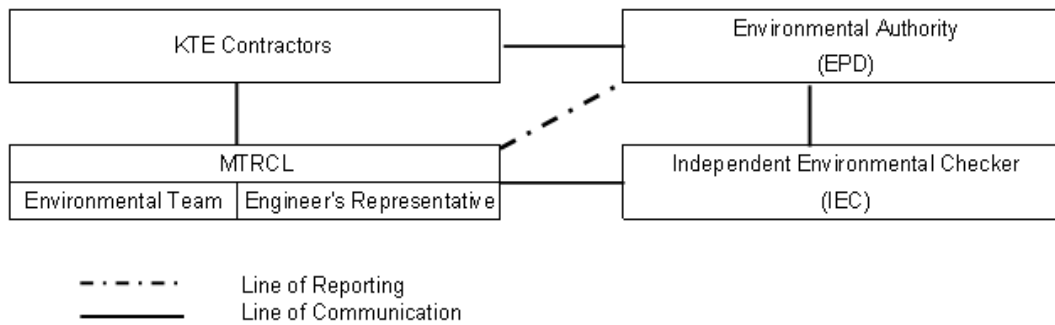 KTE Contractors
Environmental Authority
(EPD)
MTRCL
Environmental Team
Engineer's Representative
Independent Environmental Checker
(IEC)
Line of Reporting
Line of Communication